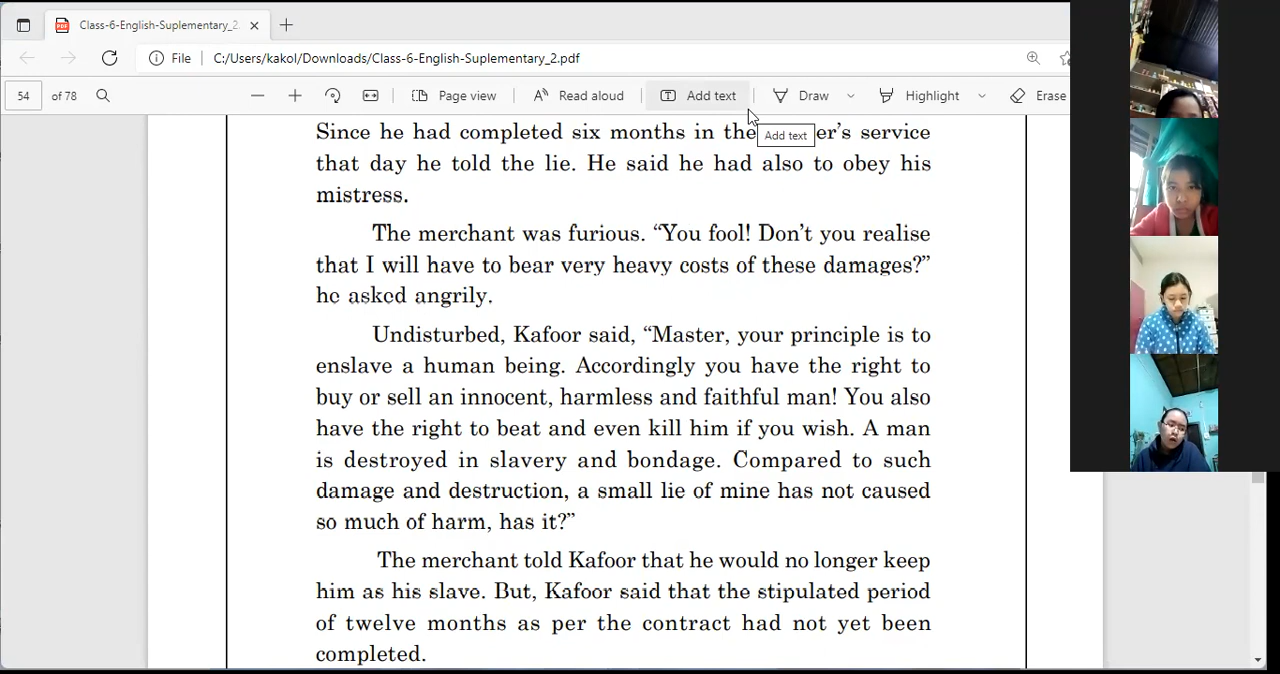 Class-6-English-Suplementary_2.
File C:/Users/kakol/Downloads/Class-6-English-Suplementary_2.pdf
54 of 78 Page view Read aloud Add text Draw Highlight Erase
Add text
Since he had completed six months in the er’s service
that day he told the lie. He said he had also to obey his
mistress.
The merchant was furious. “You fool! Don’t you realise
that I will have to bear very heavy costs of these damages?”
he asked angrily.
Undisturbed, Kafoor said, “Master, your principle is to
enslave a human being. Accordingly you have the right to
buy or sell an innocent, harmless and faithful man! You also
have the right to beat and even kill him if you wish. A man
is destroyed in slavery and bondage. Compared to such
damage and destruction, a small lie of mine has not caused
so much of harm, has it?”
The merchant told Kafoor that he would no longer keep
him as his slave. But, Kafoor said that the stipulated period
of twelve months as per the contract had not yet been
completed.